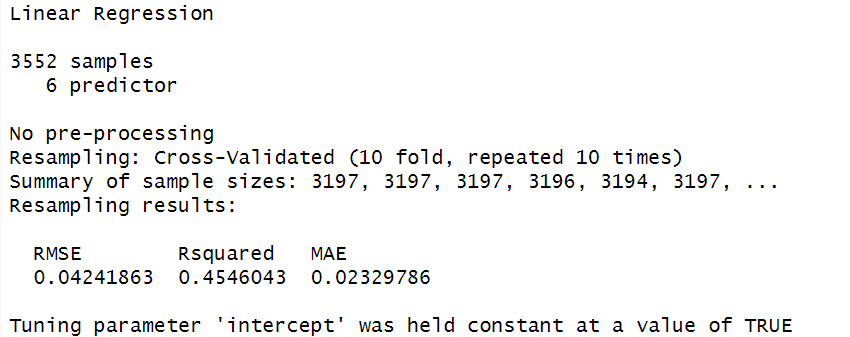 Linear Regression
3552 samples
6 predictor
No pre-processing
Resampling: Cross-Validated (10 fold, repeated 10 times)
Summary of sample sizes: 3197, 3197, 3197, 3196, 3194, 3197, ...
Resampling results:
RMSE Rsquared MAE
0.04241863 0.4546043 0.02329786
Tuning parameter 'intercept' was held constant at a value of TRUE